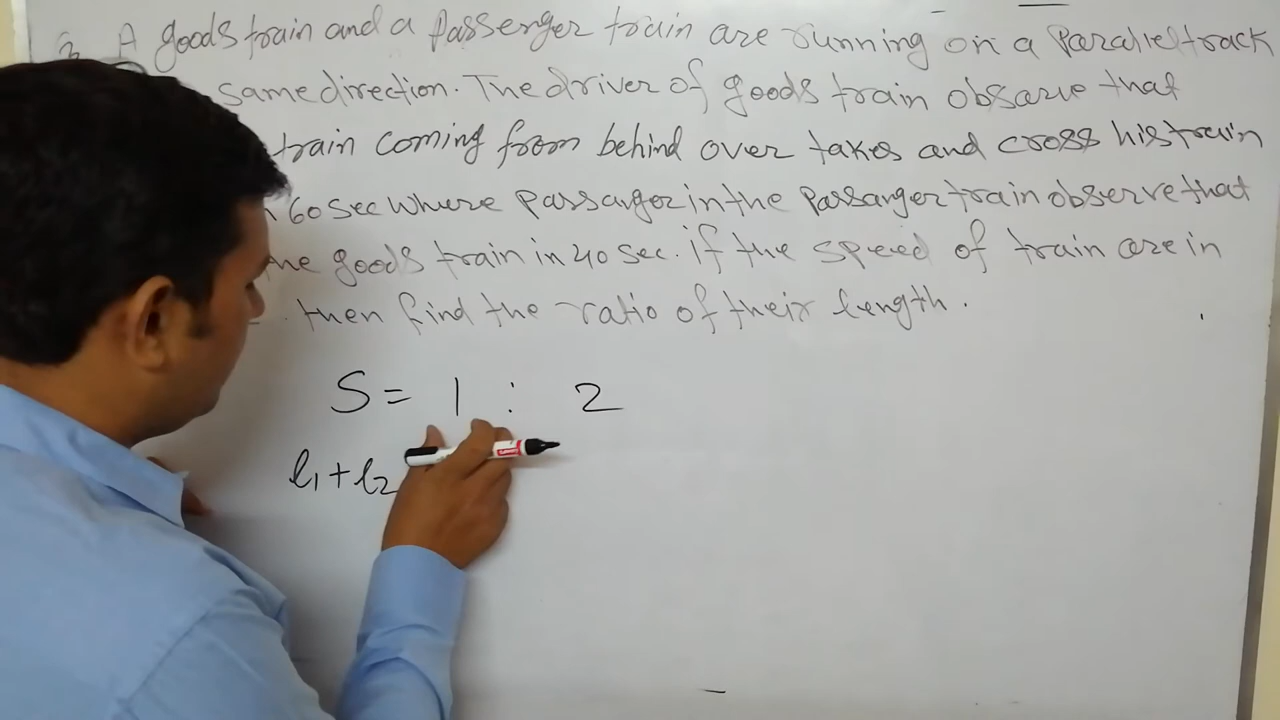 A goods train and a Passenger train are running on a Parallel track
same direction. The driver of goods train obsarve that
train coming from behind over takes and cross his train
60 sec where Passanger in the Passanger train observe that
goods train in 40 sec. if the speed of train are in
then find the ratio of their length.
S = 1 : 2
l₁ + l₂